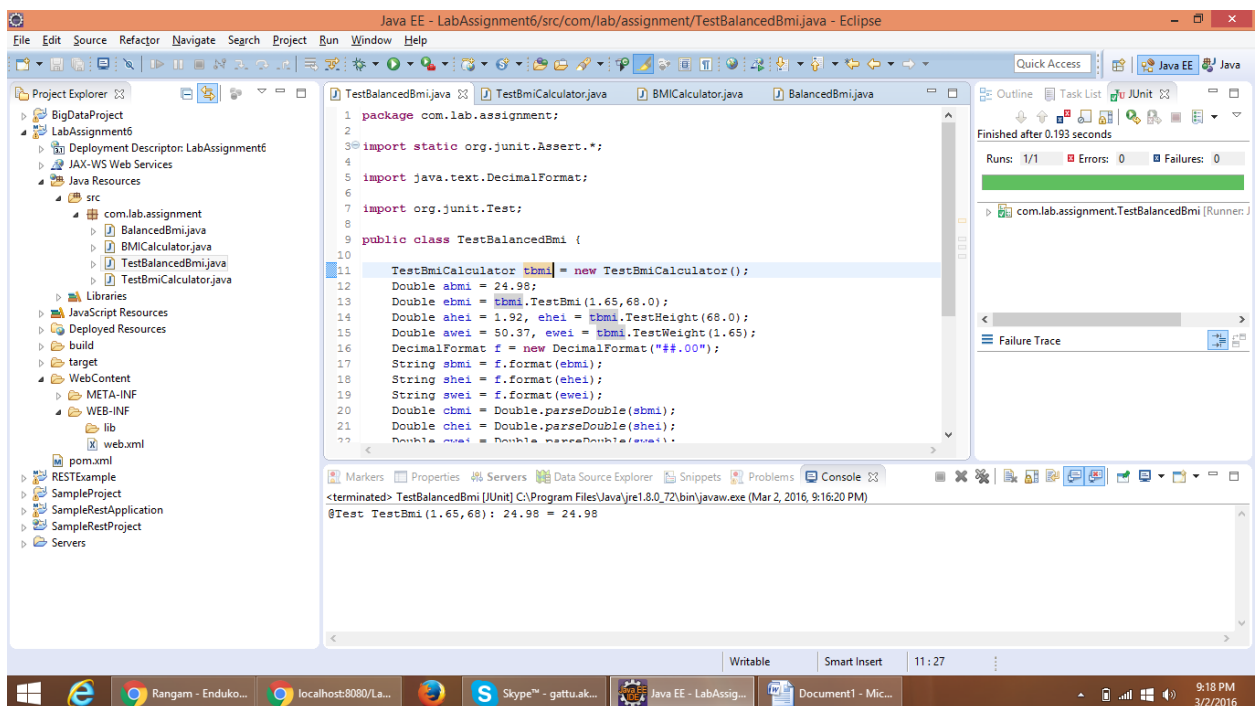 Java EE - LabAssignment6/src/com/lab/assignment/TestBalancedBmi.java - Eclipse
File Edit Source Refactor Navigate Search Project Run Window Help
Quick Access
Java EE
Java
Project Explorer
BigDataProject
LabAssignment6
Deployment Descriptor: LabAssignment6
JAX-WS Web Services
Java Resources
src
com.lab.assignment
BalancedBmi.java
BMICalculator.java
TestBalancedBmi.java
TestBmiCalculator.java
Libraries
JavaScript Resources
Deployed Resources
build
target
WebContent
META-INF
WEB-INF
lib
web.xml
pom.xml
RESTExample
SampleProject
SampleRestApplication
SampleRestProject
Servers
TestBalancedBmi.java TestBmiCalculator.java BMICalculator.java BalancedBmi.java
1 package com.lab.assignment;
2
3 import static org.junit.Assert.*;
4
5 import java.text.DecimalFormat;
6
7 import org.junit.Test;
8
9 public class TestBalancedBmi {
10
11 TestBmiCalculator tbmi = new TestBmiCalculator();
12 Double abmi = 24.98;
13 Double ebmi = tbmi.TestBmi(1.65,68.0);
14 Double ahei = 1.92, ehei = tbmi.TestHeight(68.0);
15 Double awei = 50.37, ewei = tbmi.TestWeight(1.65);
16 DecimalFormat f = new DecimalFormat("##.00");
17 String sbmi = f.format(ebmi);
18 String shei = f.format(ehei);
19 String swei = f.format(ewei);
20 Double cbmi = Double.parseDouble(sbmi);
21 Double chei = Double.parseDouble(shei);
22 Double cwei = Double.parseDouble(swei);
Outline Task List JUnit
Finished after 0.193 seconds
Runs: 1/1 Errors: 0 Failures: 0
com.lab.assignment.TestBalancedBmi [Runner: J
Failure Trace
Markers Properties Servers Data Source Explorer Snippets Problems Console
<terminated> TestBalancedBmi [JUnit] C:\Program Files\Java\jre1.8.0_72\bin\javaw.exe (Mar 2, 2016, 9:16:20 PM)
@Test TestBmi(1.65,68): 24.98 = 24.98
Writable Smart Insert 11 : 27
Rangam - Enduko... localhost:8080/La... Skype™ - gattu.ak... Java EE - LabAssig... Document1 - Mic...
9:18 PM
3/2/2016